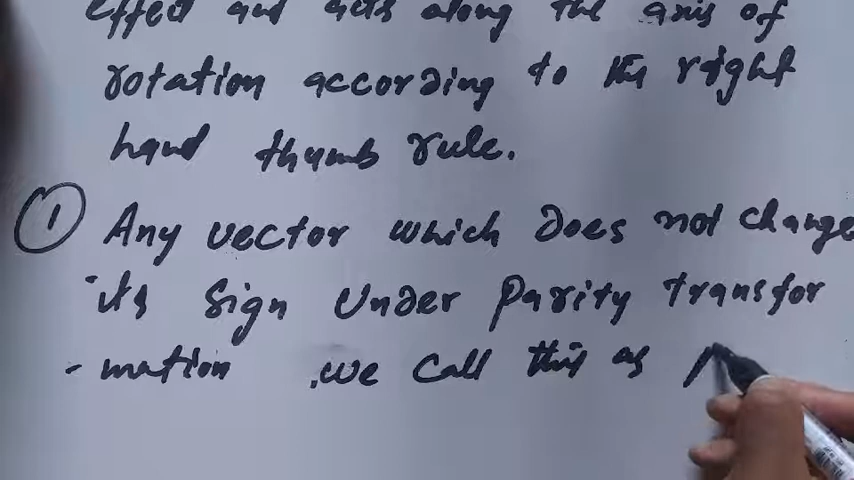 effect and acts along the axis of
rotation according to the right
hand thumb rule.
1 Any vector which does not change
its sign under Parity transfor
- mation , we call this as